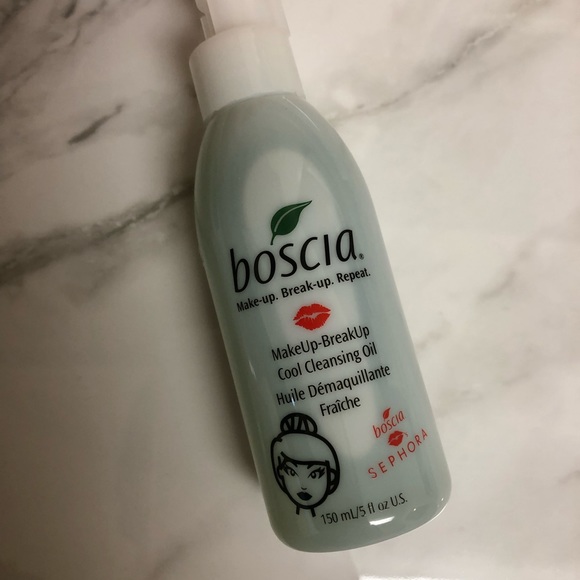 boscia®
Make-up. Break-up. Repeat.
MakeUp-BreakUp
Cool Cleansing Oil
Huile Démaquillante
Fraîche
boscia
SEPHORA
150 mL/5 fl oz U.S.